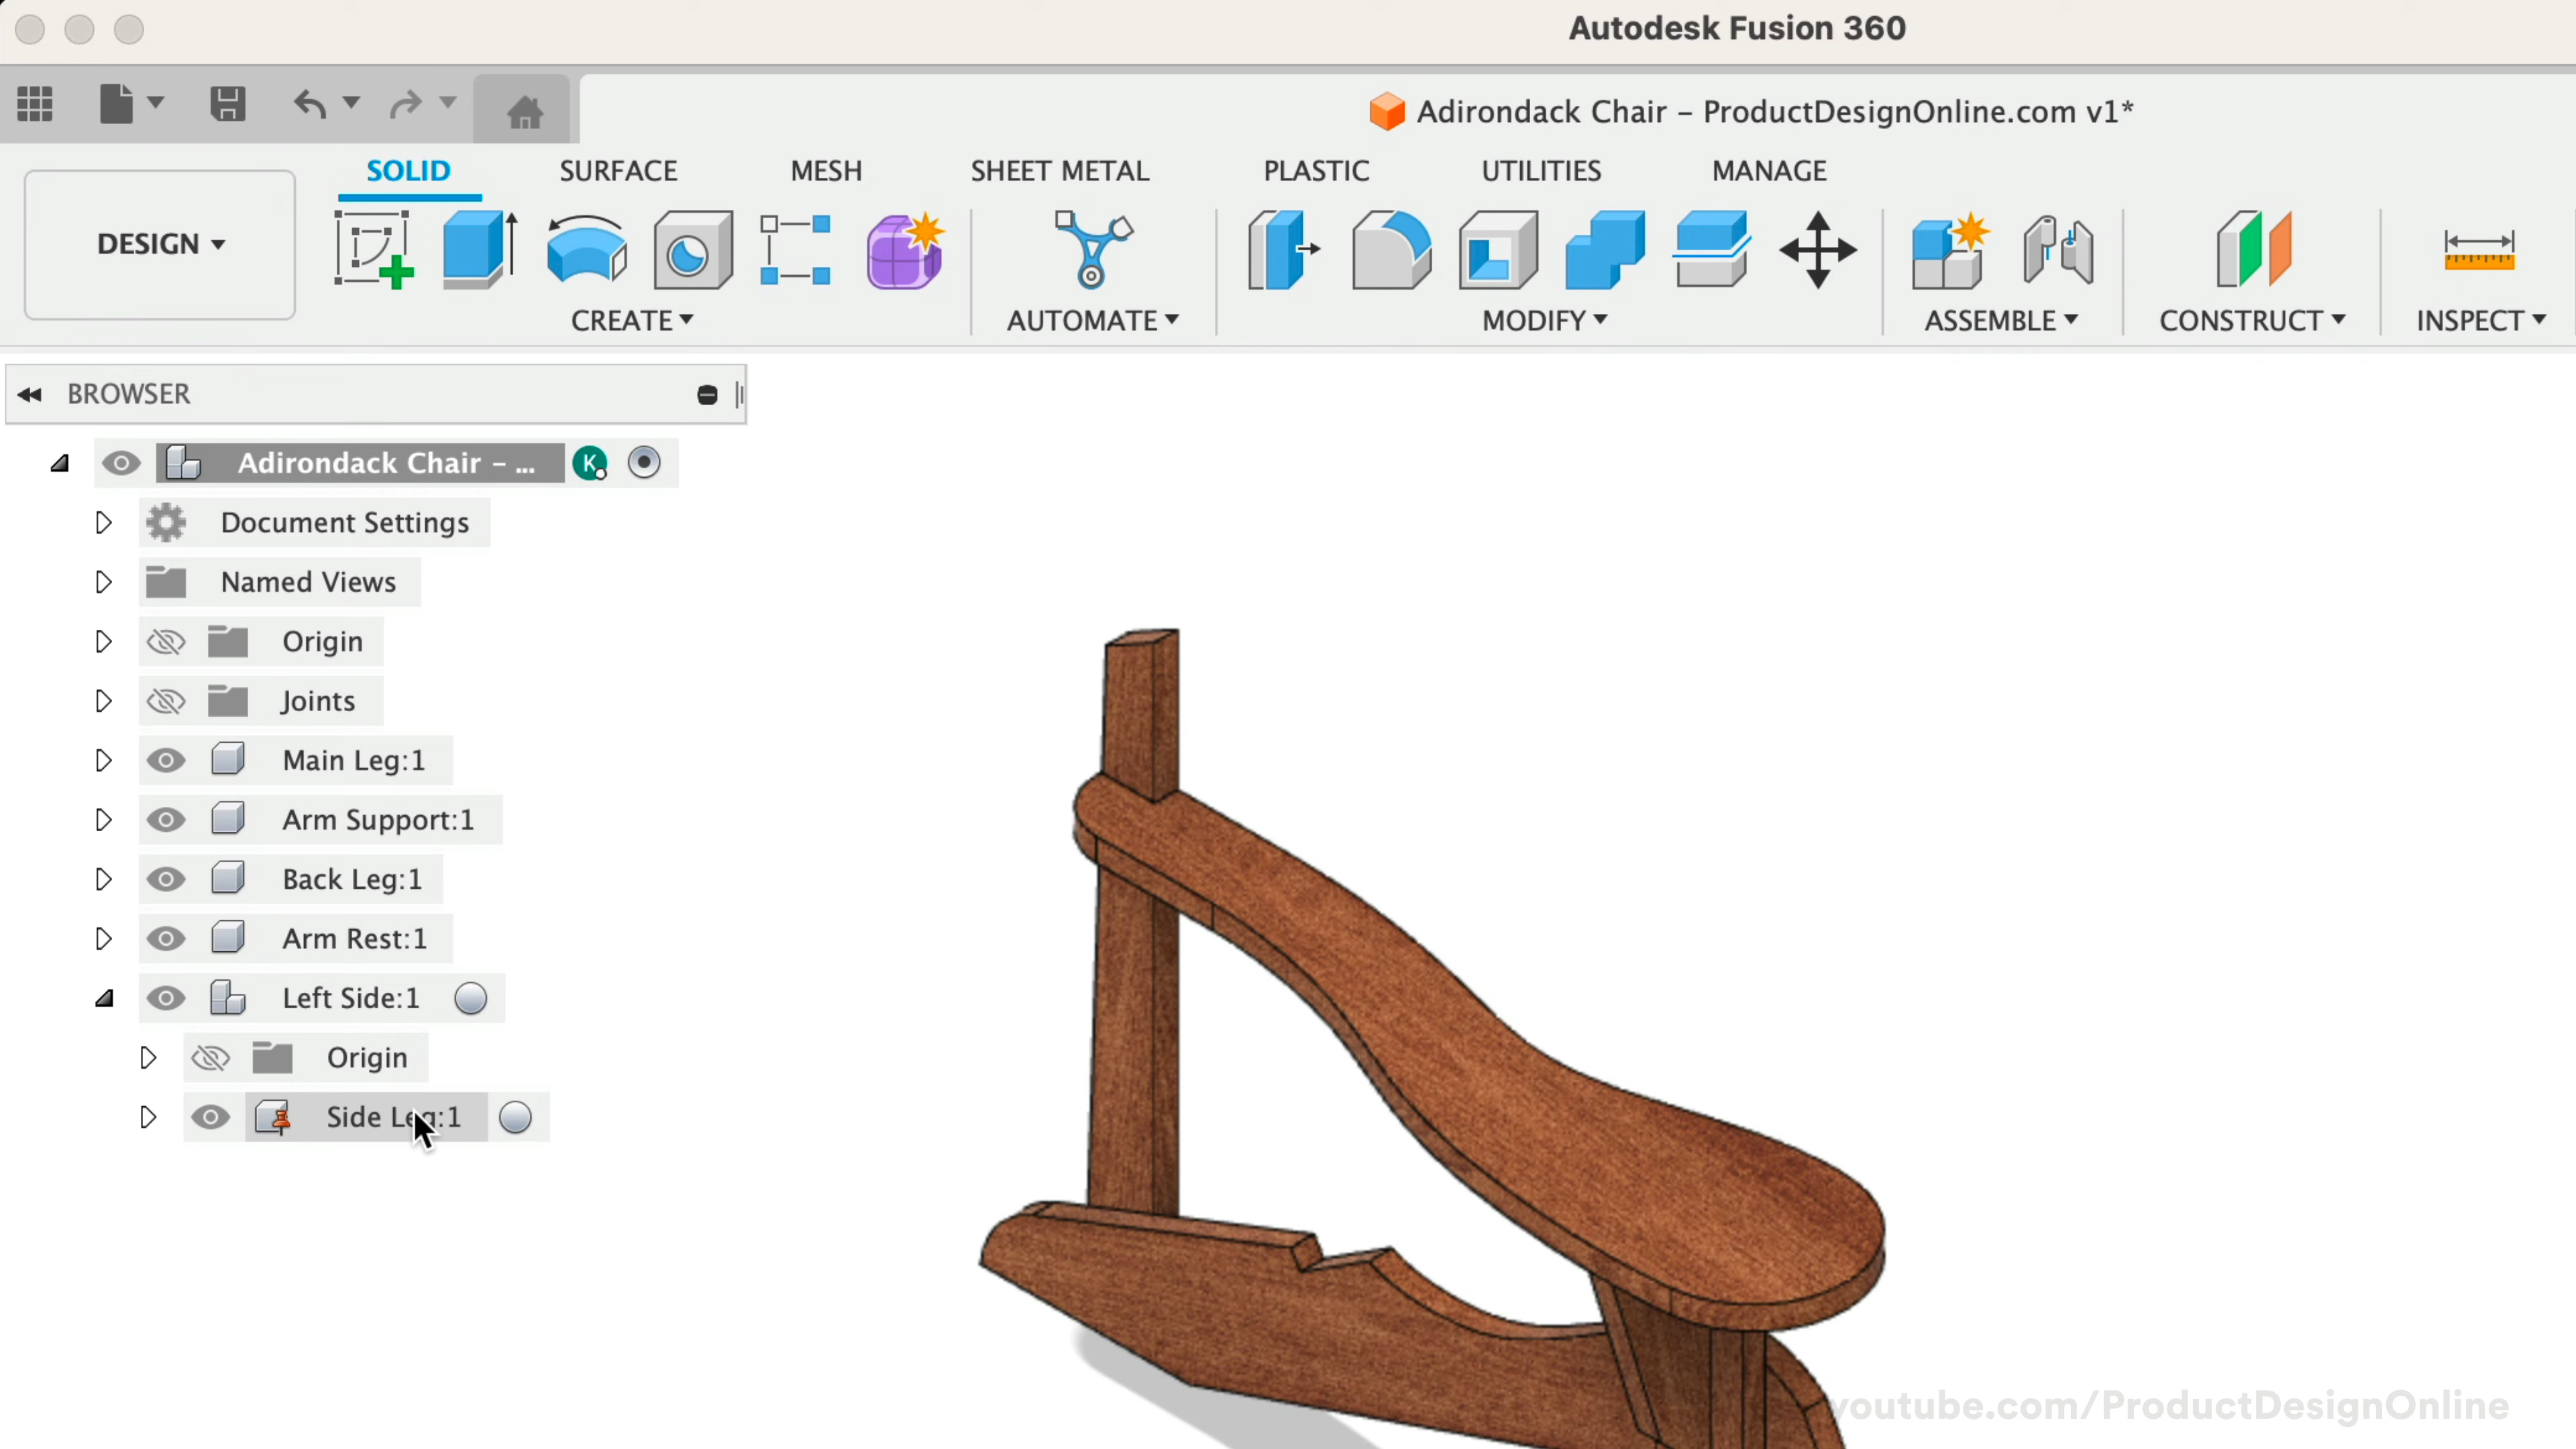 Autodesk Fusion 360
Adirondack Chair – ProductDesignOnline.com v1*
SOLID SURFACE MESH SHEET METAL PLASTIC UTILITIES MANAGE
DESIGN
CREATE AUTOMATE MODIFY ASSEMBLE CONSTRUCT INSPECT
BROWSER
Adirondack Chair – ... K
Document Settings
Named Views
Origin
Joints
Main Leg:1
Arm Support:1
Back Leg:1
Arm Rest:1
Left Side:1
Origin
Side Leg:1
youtube.com/ProductDesignOnline